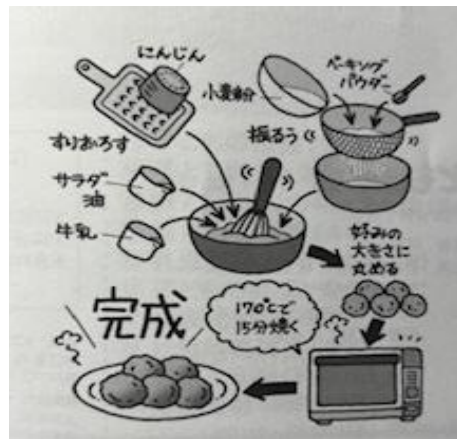 にんじん
すりおろす
サラダ
油
牛乳
小麦粉
ベーキング
パウダー
振るう
好みの
大きさに
丸める
170℃で
15分焼く
完成